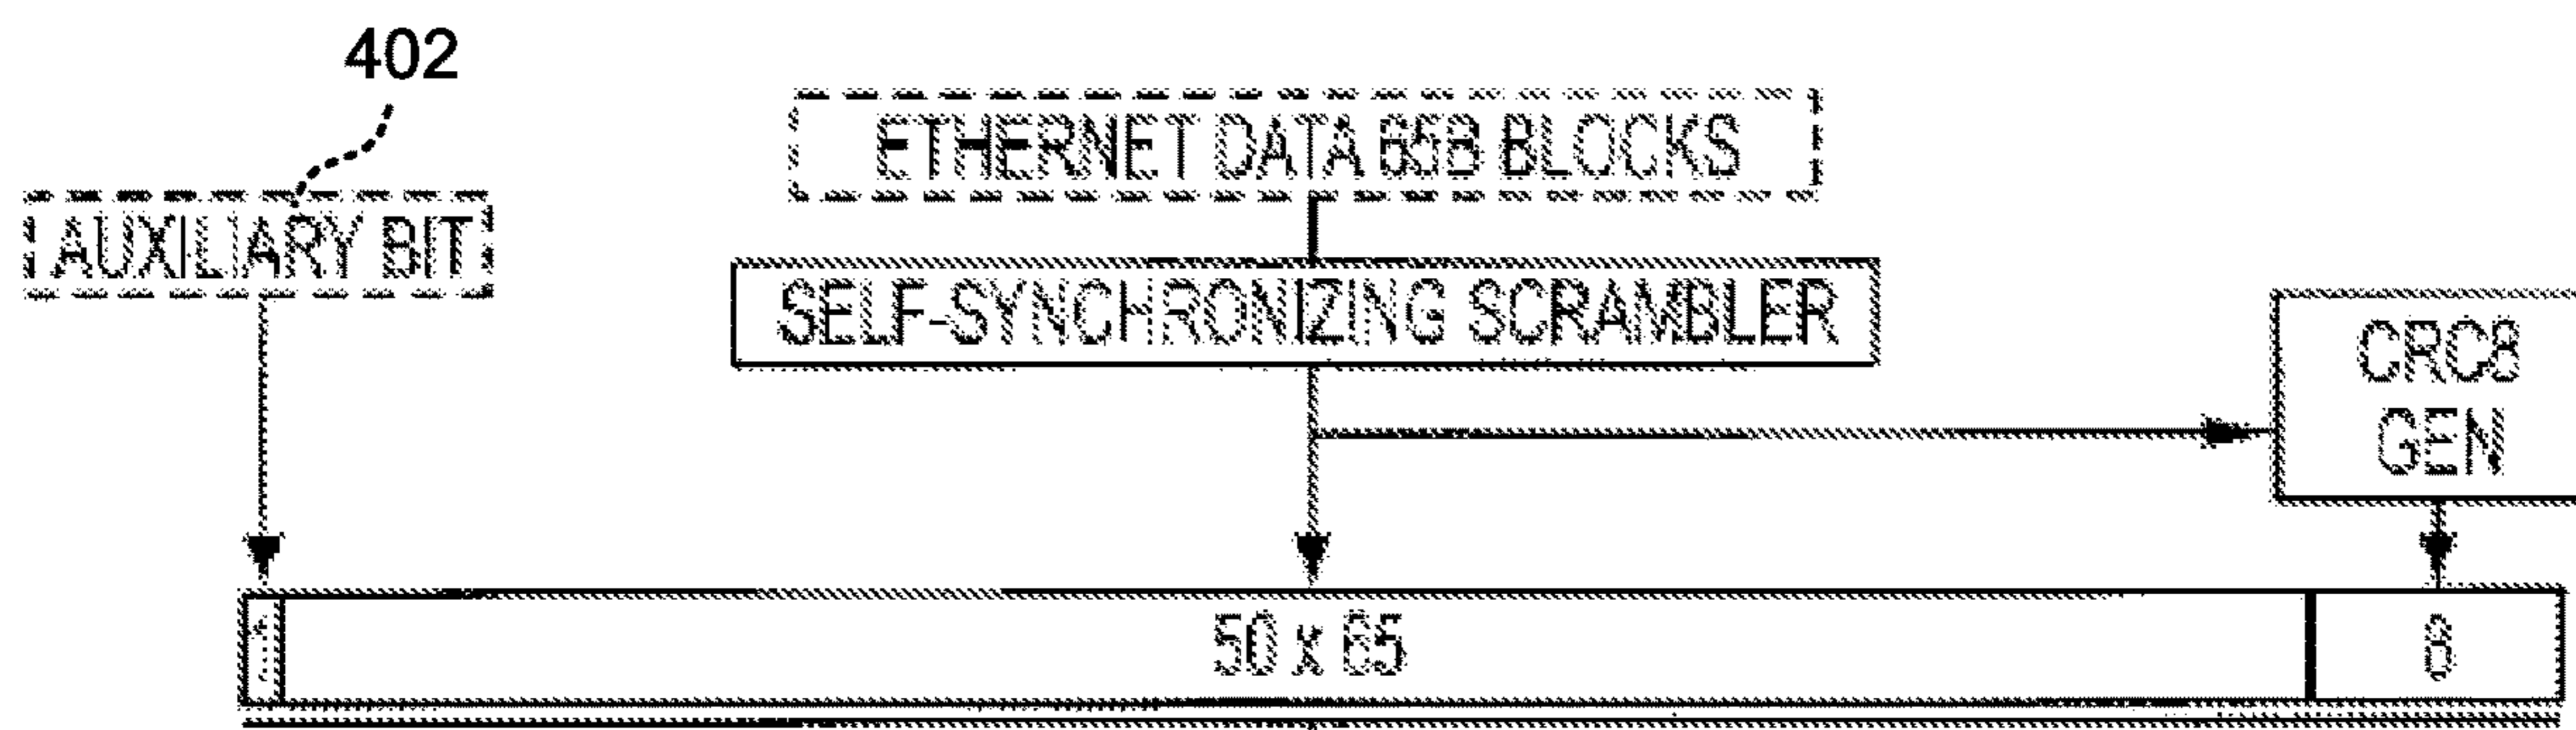 402
ETHERNET DATA 65B BLOCKS
AUXILIARY BIT
SELF-SYNCHRONIZING SCRAMBLER
CRC8
GEN
1
50 x 65
8